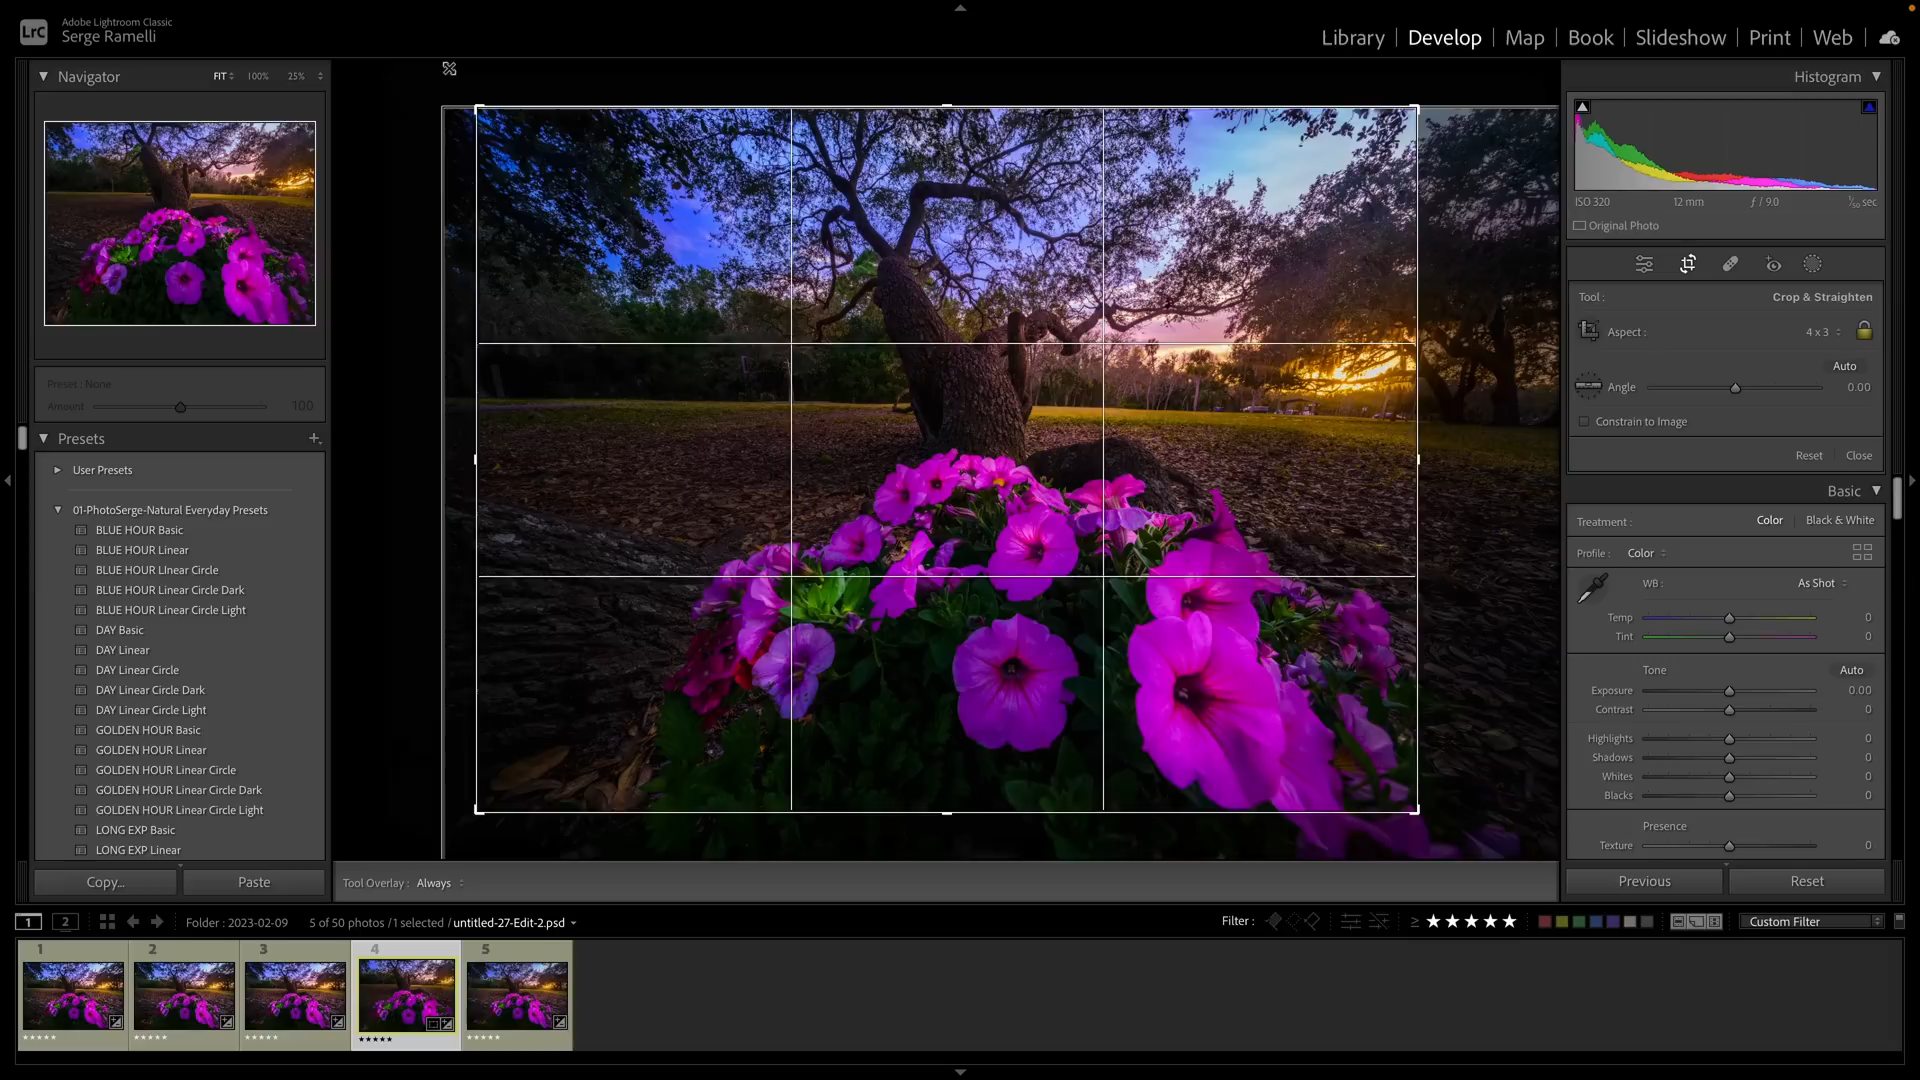 LrC
Adobe Lightroom Classic
Serge Ramelli
Library | Develop | Map | Book | Slideshow | Print | Web
Navigator
FIT 100% 25%
Preset : None
Amount 100
Presets +
User Presets
01-PhotoSerge-Natural Everyday Presets
BLUE HOUR Basic
BLUE HOUR Linear
BLUE HOUR LInear Circle
BLUE HOUR Linear Circle Dark
BLUE HOUR Linear Circle Light
DAY Basic
DAY Linear
DAY Linear Circle
DAY Linear Circle Dark
DAY Linear Circle Light
GOLDEN HOUR Basic
GOLDEN HOUR Linear
GOLDEN HOUR Linear Circle
GOLDEN HOUR Linear Circle Dark
GOLDEN HOUR Linear Circle Light
LONG EXP Basic
LONG EXP Linear
Copy... Paste
Tool Overlay : Always
Histogram
ISO 320 12 mm ƒ / 9.0 1/50 sec
Original Photo
Tool : Crop & Straighten
Aspect : 4 x 3
Auto
Angle 0.00
Constrain to Image
Reset Close
Basic
Treatment : Color | Black & White
Profile : Color
WB : As Shot
Temp 0
Tint 0
Tone Auto
Exposure 0.00
Contrast 0
Highlights 0
Shadows 0
Whites 0
Blacks 0
Presence
Texture 0
Previous Reset
1 2 Folder : 2023-02-09 5 of 50 photos / 1 selected / untitled-27-Edit-2.psd Filter : ≥ ★★★★★ Custom Filter
1 2 3 4 5